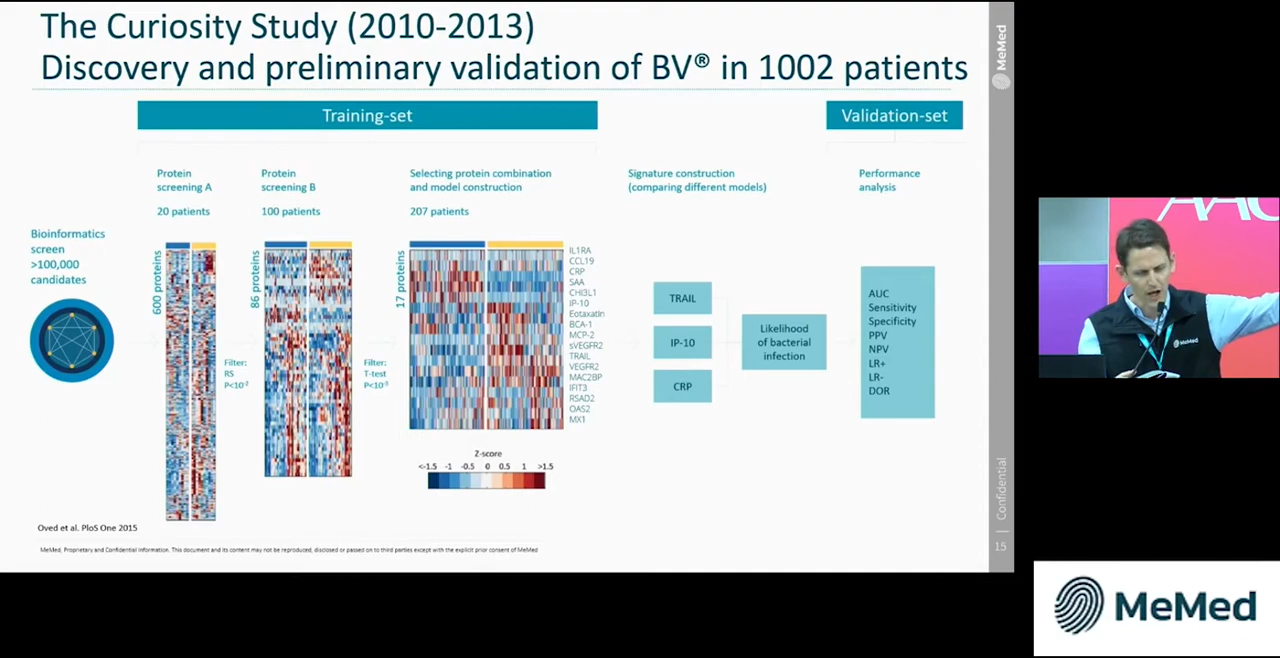 The Curiosity Study (2010-2013)
Discovery and preliminary validation of BV® in 1002 patients
MeMed
Training-set
Validation-set
Protein
screening A
20 patients
Protein
screening B
100 patients
Selecting protein combination
and model construction
207 patients
Signature construction
(comparing different models)
Performance
analysis
Bioinformatics
screen
>100,000
candidates
600 proteins
Filter:
RS
P<10⁻²
86 proteins
Filter:
T-test
P<10⁻³
17 proteins
IL1RA
CCL19
CRP
SAA
CHI3L1
IP-10
Eotaxatin
BCA-1
MCP-2
sVEGFR2
TRAIL
VEGFR2
MAC2BP
IFIT3
RSAD2
OAS2
MX1
Z-score
<-1.5 -1 -0.5 0 0.5 1 >1.5
TRAIL
IP-10
CRP
Likelihood
of bacterial
infection
AUC
Sensitivity
Specificity
PPV
NPV
LR+
LR-
DOR
Oved et al. PloS One 2015
MeMed, Proprietary and Confidential Information. This document and its content may not be reproduced, disclosed or passed on to third parties except with the explicit prior consent of MeMed
Confidential
15
MeMed
MeMed